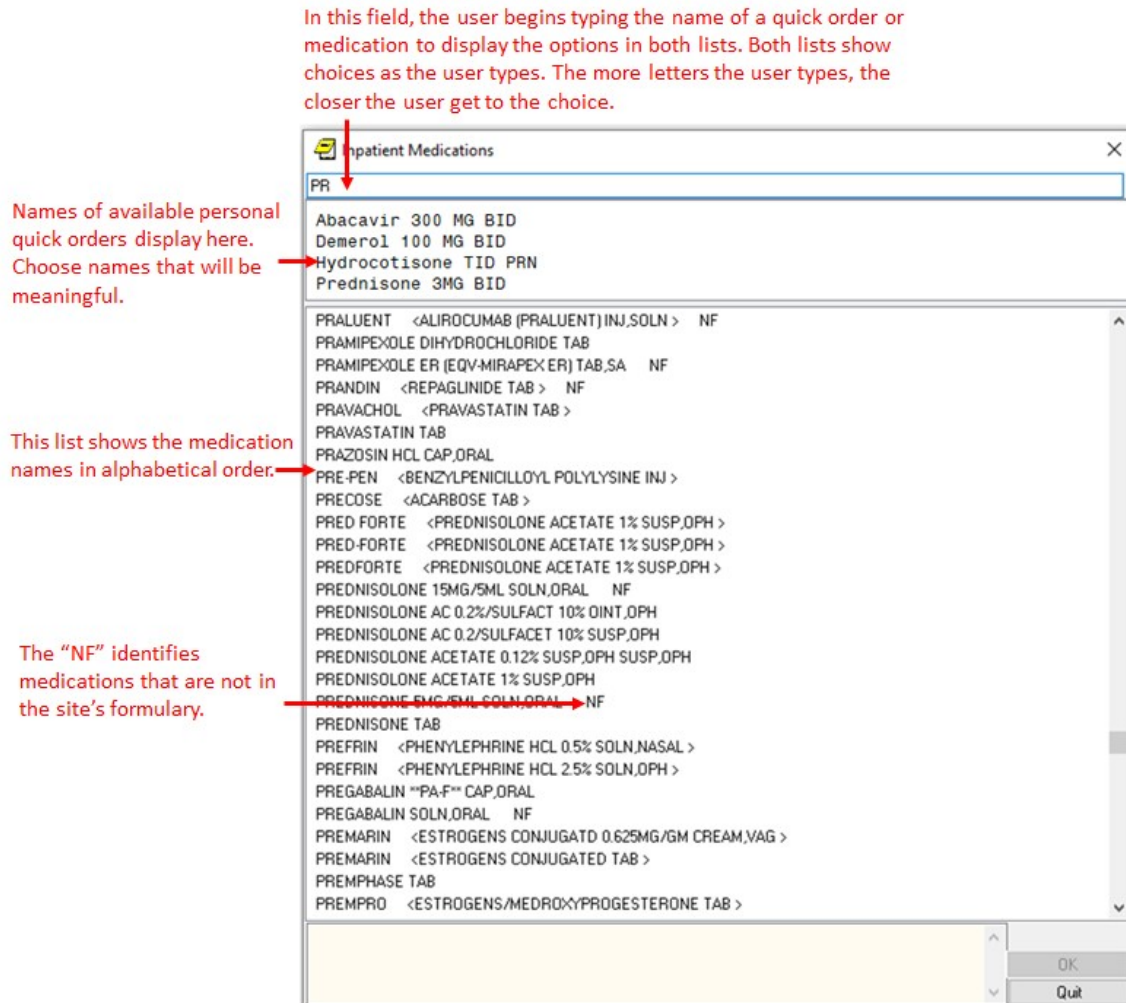 In this field, the user begins typing the name of a quick order or
medication to display the options in both lists. Both lists show
choices as the user types. The more letters the user types, the
closer the user get to the choice.
Inpatient Medications
PR
Names of available personal
quick orders display here.
Choose names that will be
meaningful.
Abacavir 300 MG BID
Demerol 100 MG BID
Hydrocotisone TID PRN
Prednisone 3MG BID
This list shows the medication
names in alphabetical order.
PRALUENT <ALIROCUMAB (PRALUENT) INJ,SOLN > NF
PRAMIPEXOLE DIHYDROCHLORIDE TAB
PRAMIPEXOLE ER (EQV-MIRAPEX ER) TAB,SA NF
PRANDIN <REPAGLINIDE TAB > NF
PRAVACHOL <PRAVASTATIN TAB >
PRAVASTATIN TAB
PRAZOSIN HCL CAP,ORAL
PRE-PEN <BENZYLPENICILLOYL POLYLYSINE INJ >
PRECOSE <ACARBOSE TAB >
PRED FORTE <PREDNISOLONE ACETATE 1% SUSP,OPH >
PRED-FORTE <PREDNISOLONE ACETATE 1% SUSP,OPH >
PREDFORTE <PREDNISOLONE ACETATE 1% SUSP,OPH >
PREDNISOLONE 15MG/5ML SOLN,ORAL NF
PREDNISOLONE AC 0.2%/SULFACT 10% OINT,OPH
PREDNISOLONE AC 0.2/SULFACET 10% SUSP,OPH
PREDNISOLONE ACETATE 0.12% SUSP,OPH SUSP,OPH
PREDNISOLONE ACETATE 1% SUSP,OPH
PREDNISONE 5MG/5ML SOLN,ORAL NF
PREDNISONE TAB
PREFRIN <PHENYLEPHRINE HCL 0.5% SOLN,NASAL >
PREFRIN <PHENYLEPHRINE HCL 2.5% SOLN,OPH >
PREGABALIN **PA-F** CAP,ORAL
PREGABALIN SOLN,ORAL NF
PREMARIN <ESTROGENS CONJUGATD 0.625MG/GM CREAM,VAG >
PREMARIN <ESTROGENS CONJUGATED TAB >
PREMPHASE TAB
PREMPRO <ESTROGENS/MEDROXYPROGESTERONE TAB >
The “NF” identifies
medications that are not in
the site’s formulary.
OK
Quit